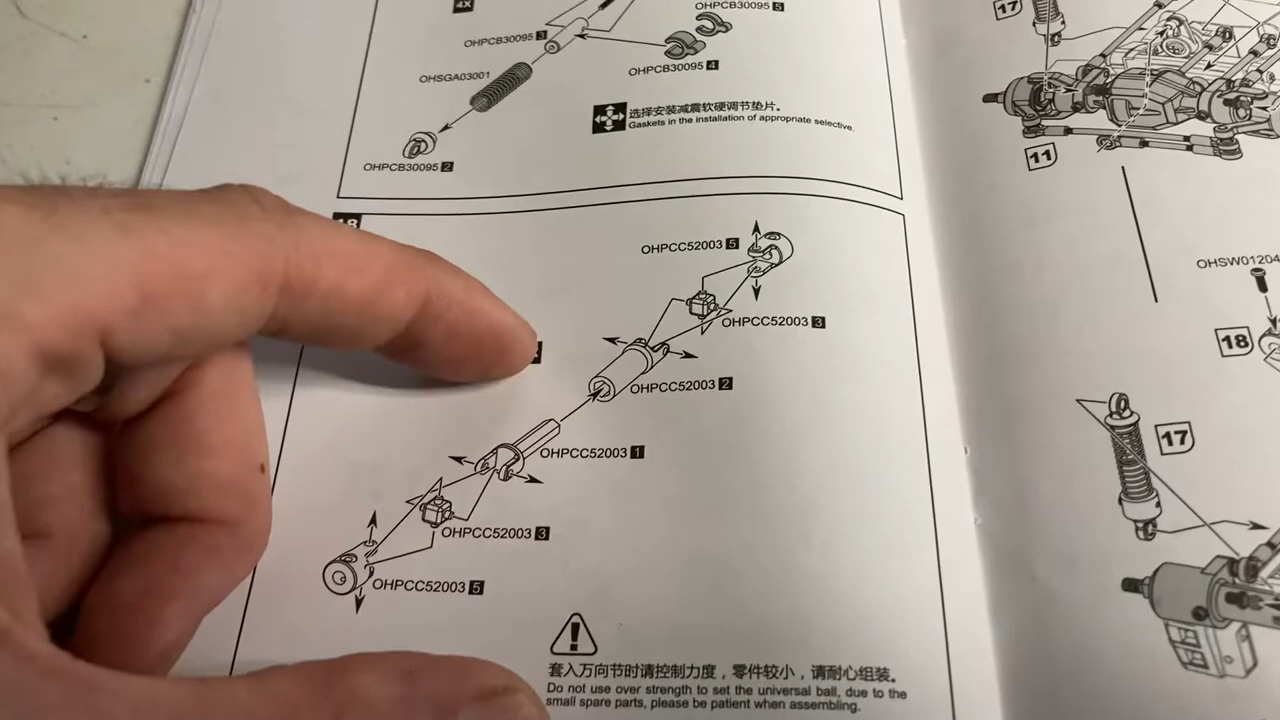 4X
OHPCB30095 5
OHPCB30095 3
OHPCB30095 4
OHSGA03001
选择安装减震软硬调节垫片。
Gaskets in the installation of appropriate selective.
OHPCB30095 2
18
OHPCC52003 5
OHPCC52003 3
OHPCC52003 2
OHPCC52003 1
OHPCC52003 3
OHPCC52003 5
套入万向节时请控制力度，零件较小，请耐心组装。
Do not use over strength to set the universal ball, due to the
small spare parts, please be patient when assembling.
17
11
OHSW01204
18
17